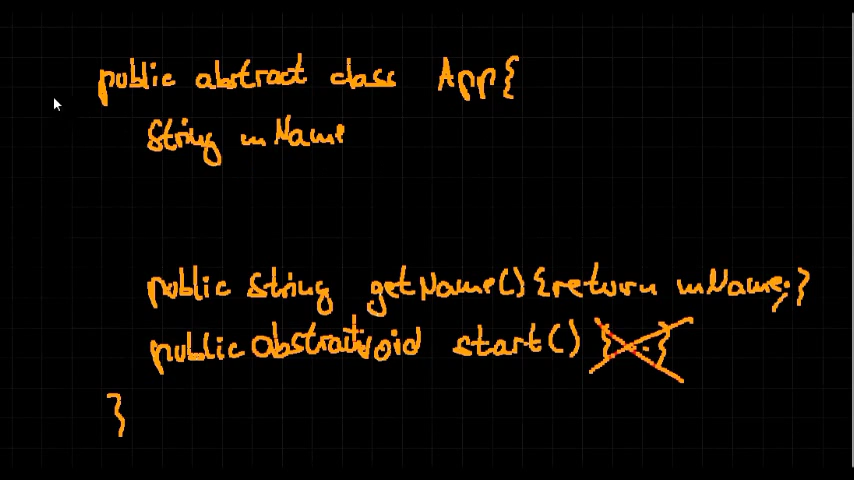 public abstract class App{
String mName
public String getName(){return mName;}
public abstract void start() {.}
}